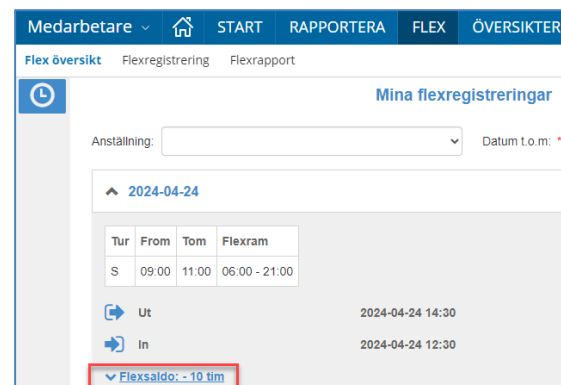 Medarbetare START RAPPORTERA FLEX ÖVERSIKTER
Flex översikt Flexregistrering Flexrapport
Mina flexregistreringar
Anställning: Datum t.o.m: *
2024-04-24
Tur From Tom Flexram
S 09:00 11:00 06:00 - 21:00
Ut 2024-04-24 14:30
In 2024-04-24 12:30
Flexsaldo: - 10 tim